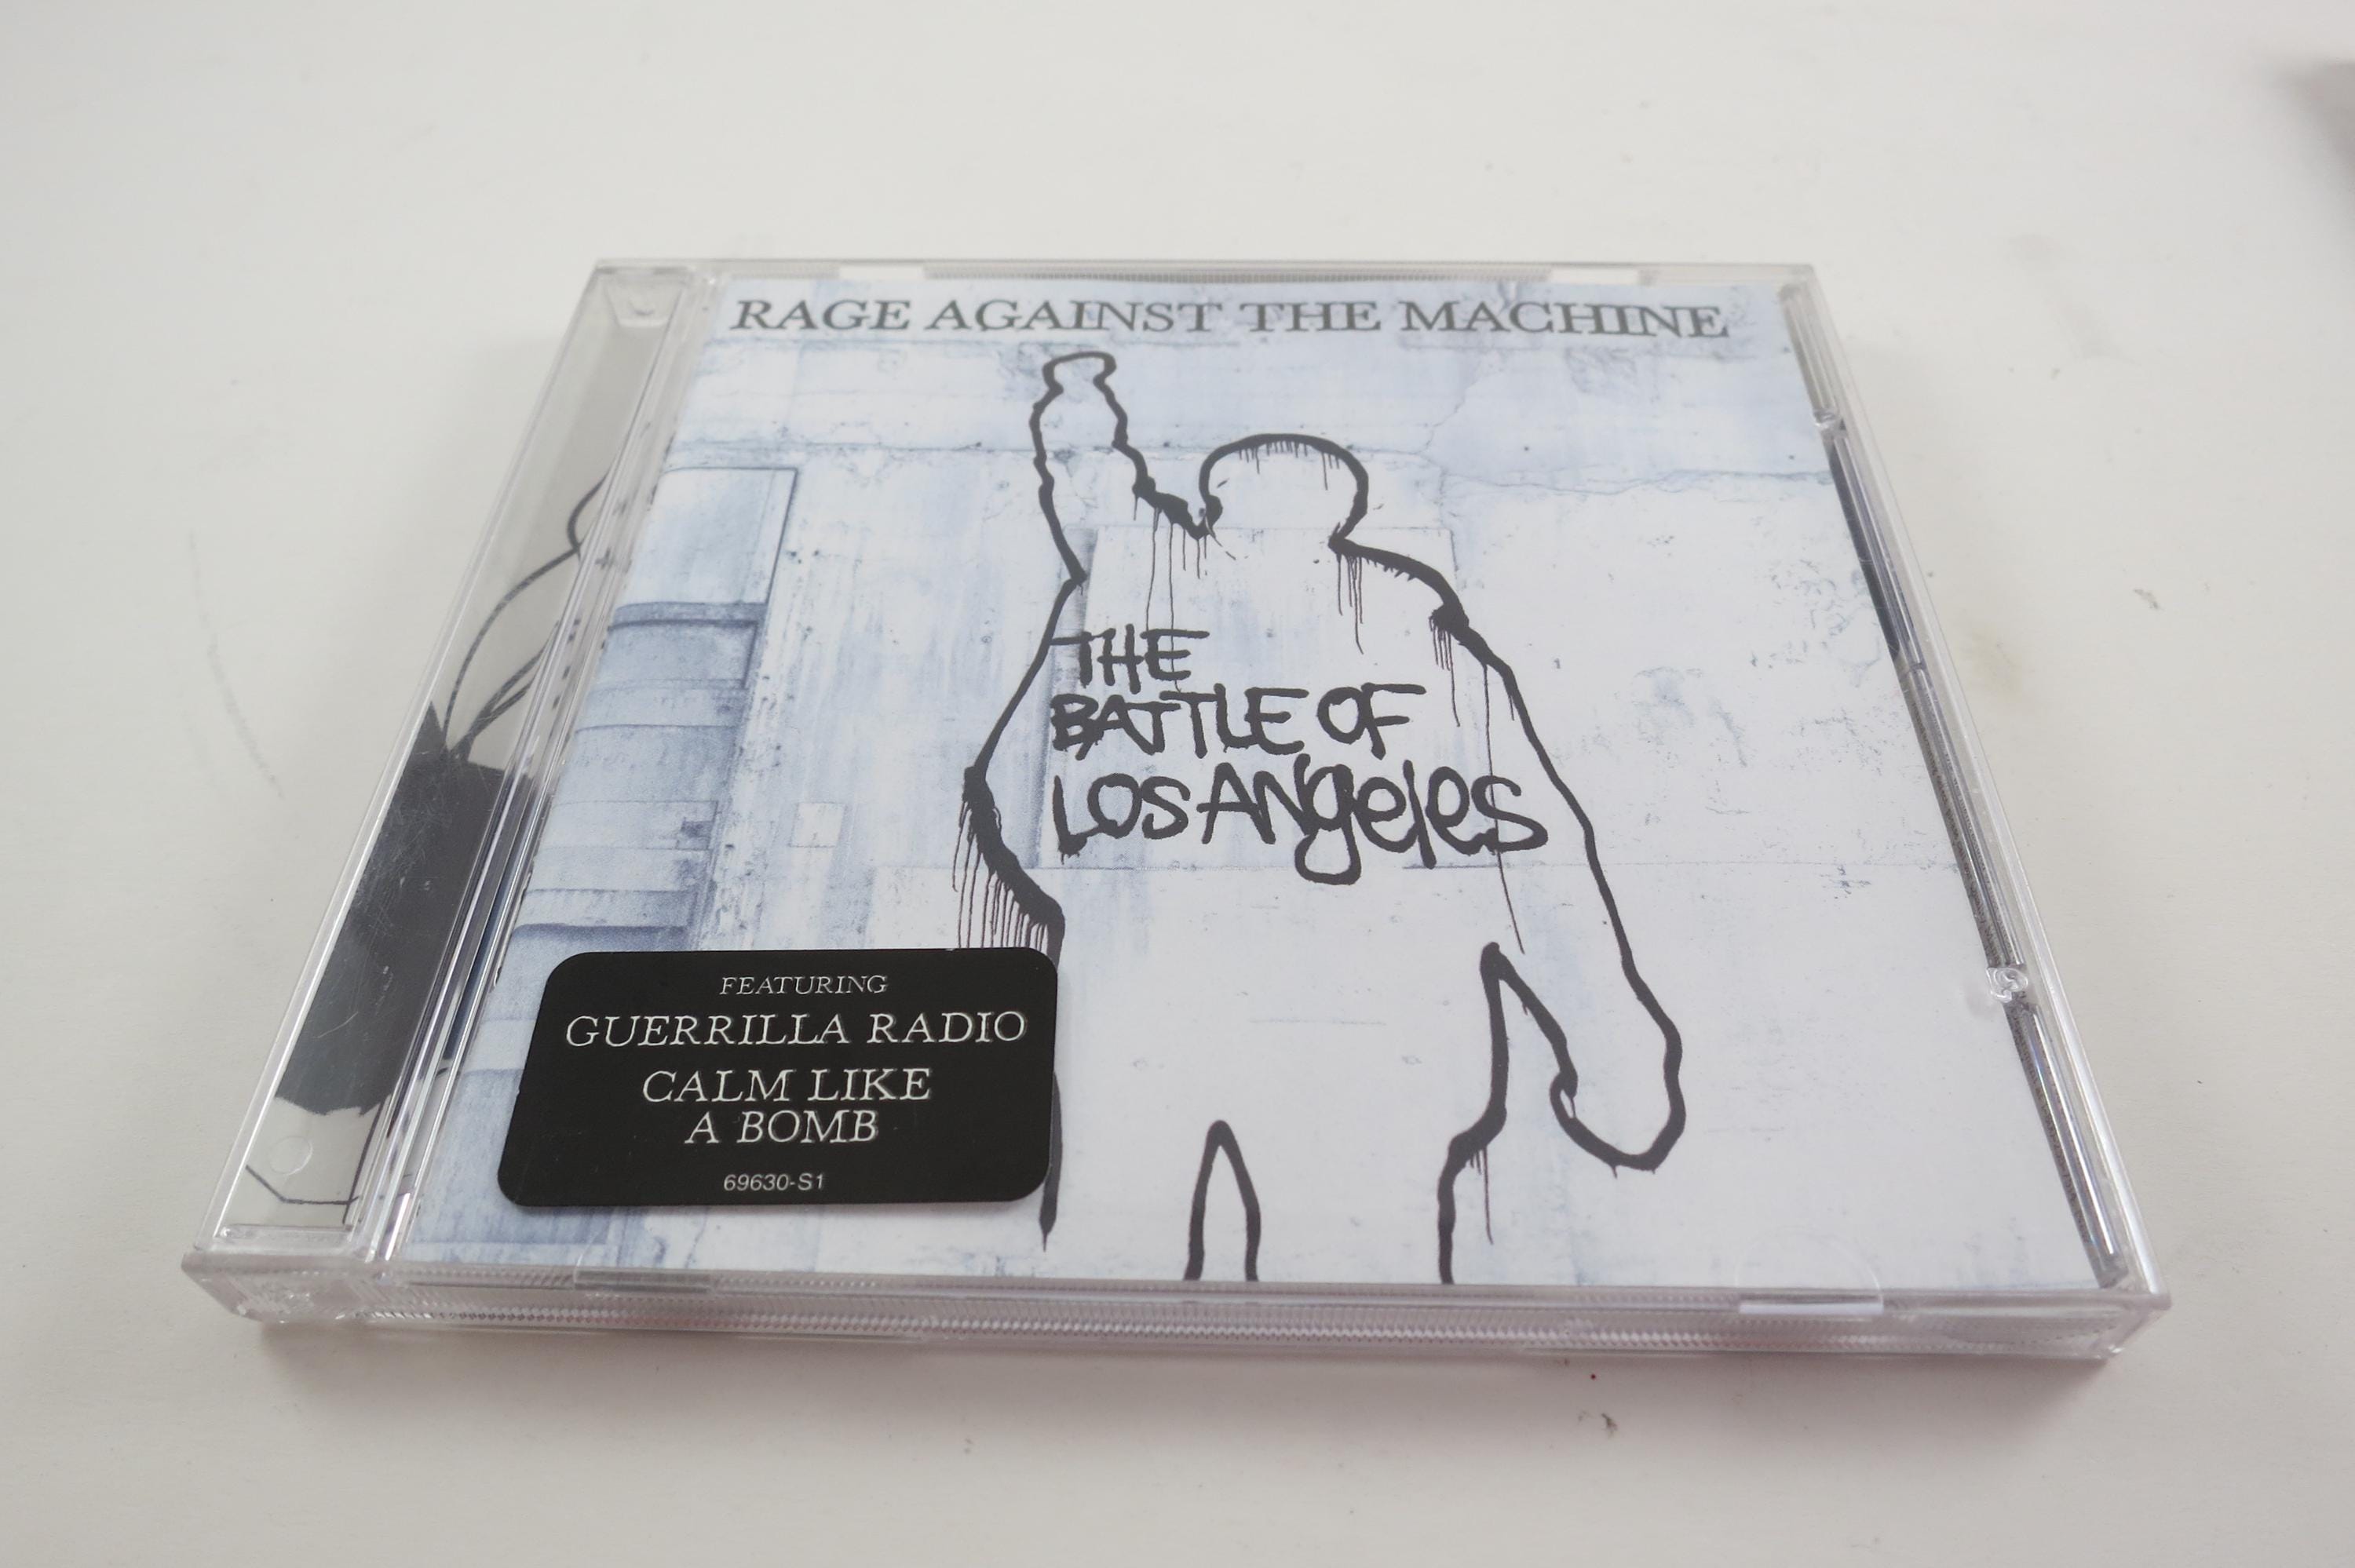 RAGE AGAINST THE MACHINE
THE
BATTLE OF
LOS ANgeleS
FEATURING
GUERRILLA RADIO
CALM LIKE
A BOMB
69630-S1